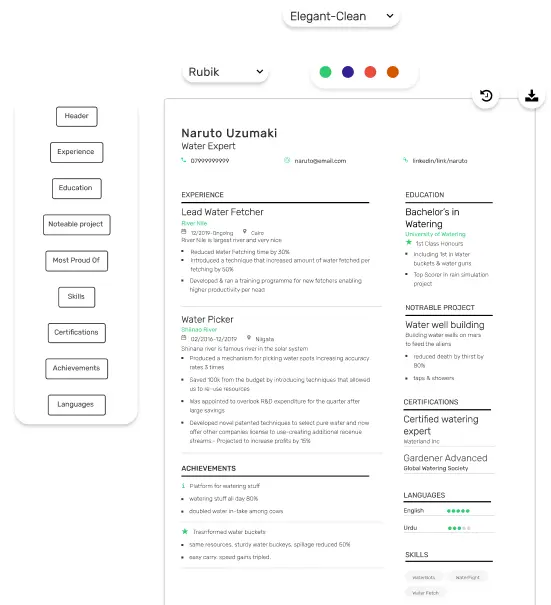 Elegant-Clean
Rubik
Header
Experience
Education
Noteable project
Most Proud Of
Skills
Certifications
Achievements
Languages
Naruto Uzumaki
Water Expert
07999999999
naruto@email.com
linkedin/link/naruto
EXPERIENCE
Lead Water Fetcher
River Nile
12/2019-Ongoing
Cairo
River Nile is largest river and very nice
Reduced Water Fetching time by 30%
Introduced a technique that increased amount of water fetched per
fetching by 50%
Developed & ran a training programme for new fetchers enabling
higher productivity per head
Water Picker
Shiinao River
02/2016-12/2019
Niigata
Shinana river is famous river in the solar system
Produced a mechanism for picking water spots increasing accuracy
rates 3 times
Saved 100k from the budget by introducing techniques that allowed
us to re-use resources
Was appointed to overlook R&D expenditure for the quarter after
large savings
Developed novel patented techniques to select pure water and now
offer other companies license to use-creating additional revenue
streams.- Projected to increase profits by 15%
ACHIEVEMENTS
Platform for watering stuff
watering stuff all day 80%
doubled water in-take among cows
Trasnformed water buckets
same resources, sturdy water buckeys, spillage reduced 50%
easy carry. speed gains tripled.
EDUCATION
Bachelor's in
Watering
University of Watering
1st Class Honours
Including 1st in Water
buckets & water guns
Top Scorer in rain simulation
project
NOTRABLE PROJECT
Water well building
Building water walls on mars
to feed the aliens
reduced death by thirst by
80%
taps & showers
CERTIFICATIONS
Certified watering
expert
Waterland Inc
Gardener Advanced
Global Watering Society
LANGUAGES
English
Urdu
SKILLS
WaterBots
WaterFight
Water Fetch